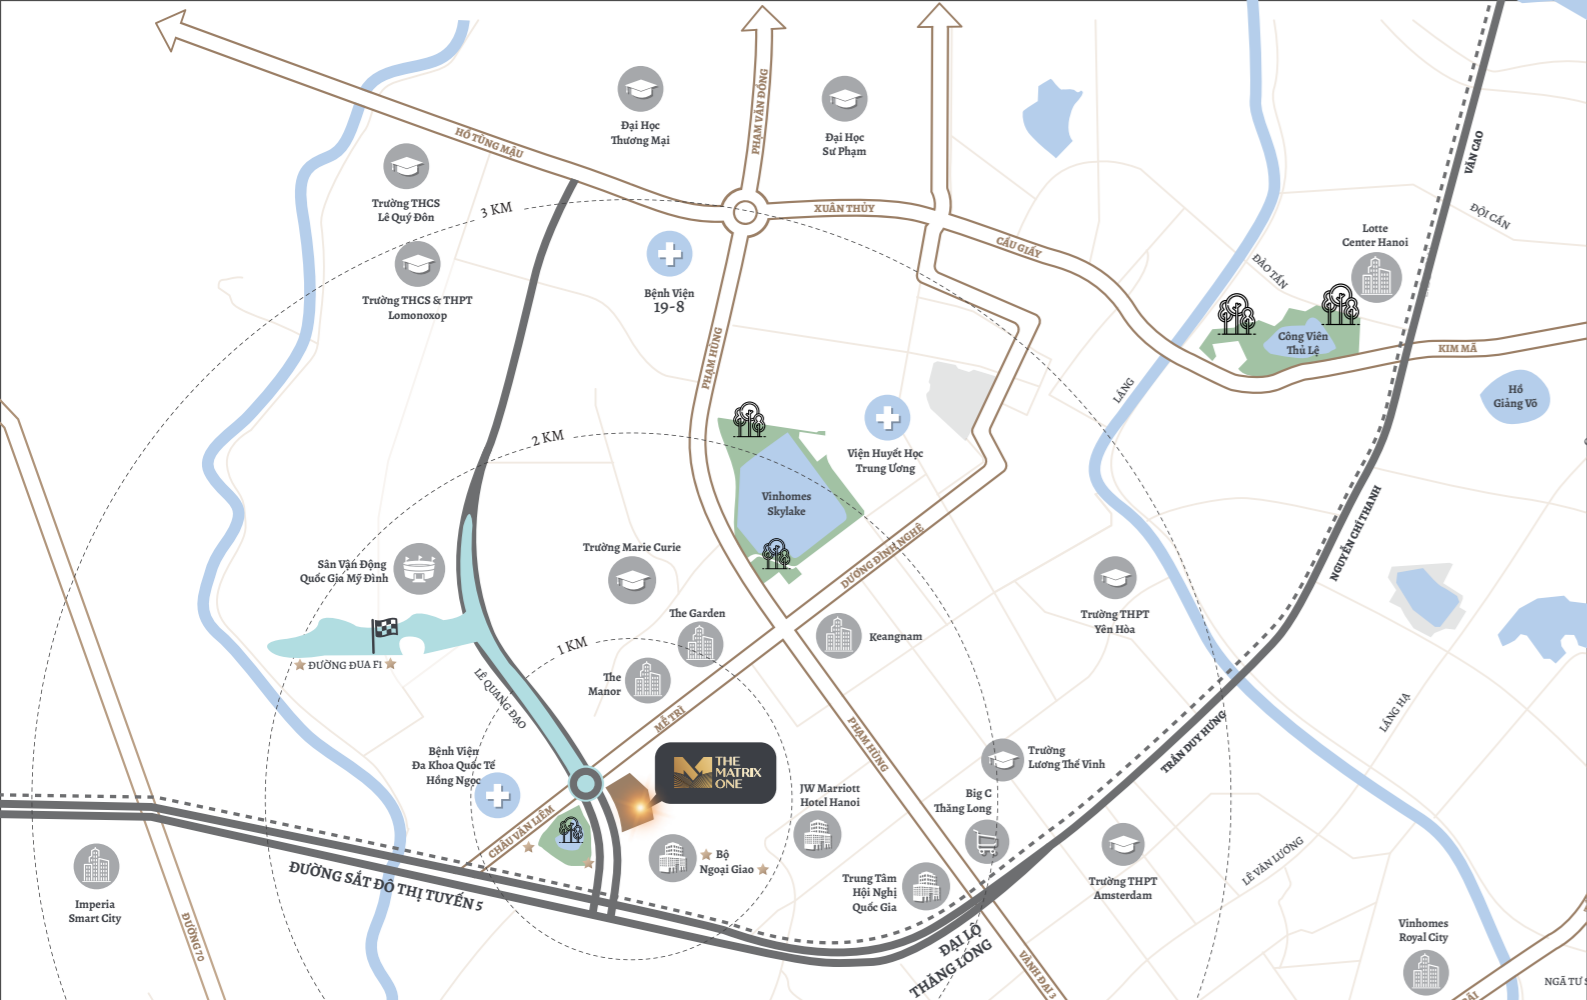 Đại Học
Thương Mại
Đại Học
Sư Phạm
HỒ TÙNG MẬU
PHẠM VĂN ĐỒNG
VĂN CAO
Trường THCS
Lê Quý Đôn
3 KM
XUÂN THỦY
CẦU GIẤY
ĐỘI CẤN
Lotte
Center Hanoi
ĐÀO TẤN
Trường THCS & THPT
Lomonoxop
Bệnh Viện
19-8
PHẠM HÙNG
Công Viên
Thủ Lệ
KIM MÃ
LÁNG
Hồ
Giảng Võ
2 KM
Viện Huyết Học
Trung Ương
Vinhomes
Skylake
DƯƠNG ĐÌNH NGHỆ
NGUYỄN CHÍ THANH
Sân Vận Động
Quốc Gia Mỹ Đình
Trường Marie Curie
The Garden
Keangnam
Trường THPT
Yên Hòa
1 KM
ĐƯỜNG ĐUA F1
The
Manor
LÊ QUANG ĐẠO
MỄ TRÌ
PHẠM HÙNG
LÁNG HẠ
TRẦN DUY HƯNG
Bệnh Viện
Đa Khoa Quốc Tế
Hồng Ngọc
THE
MATRIX
ONE
Trường
Lương Thế Vinh
JW Marriott
Hotel Hanoi
Big C
Thăng Long
CHÂU VĂN LIÊM
Bộ
Ngoại Giao
LÊ VĂN LƯƠNG
ĐƯỜNG SẮT ĐÔ THỊ TUYẾN 5
Trung Tâm
Hội Nghị
Quốc Gia
Trường THPT
Amsterdam
Imperia
Smart City
ĐƯỜNG 70
ĐẠI LỘ
THĂNG LONG
VÀNH ĐAI 3
Vinhomes
Royal City
NGÃ TƯ